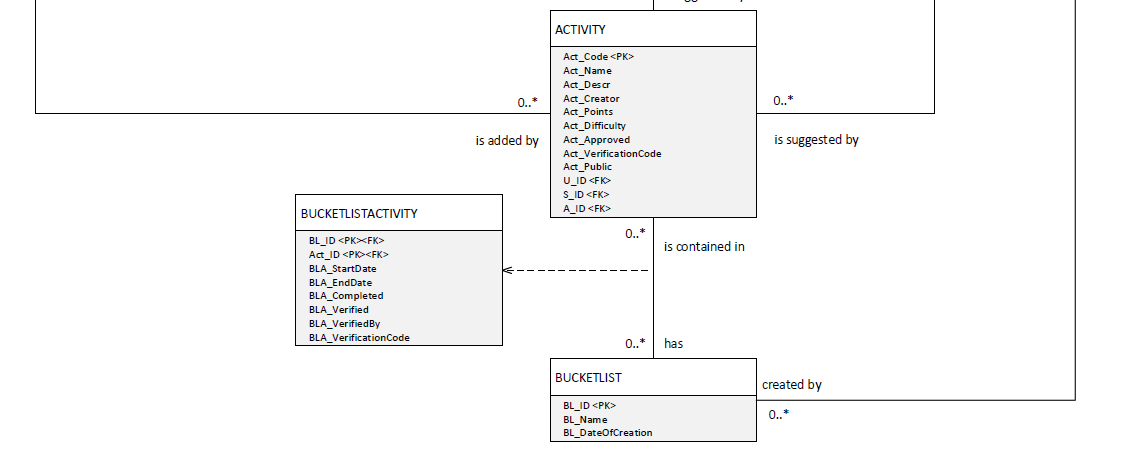 ACTIVITY
Act_Code <PK>
Act_Name
Act_Descr
Act_Creator
Act_Points
Act_Difficulty
Act_Approved
Act_VerificationCode
Act_Public
U_ID <FK>
S_ID <FK>
A_ID <FK>
0..*
is added by
0..*
is suggested by
BUCKETLISTACTIVITY
BL_ID <PK><FK>
Act_ID <PK><FK>
BLA_StartDate
BLA_EndDate
BLA_Completed
BLA_Verified
BLA_VerifiedBy
BLA_VerificationCode
0..*
is contained in
0..*
has
BUCKETLIST
BL_ID <PK>
BL_Name
BL_DateOfCreation
created by
0..*